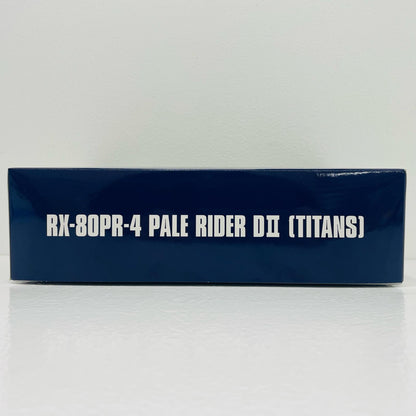 RX-80PR-4 PALE RIDER DⅡ (TITANS)